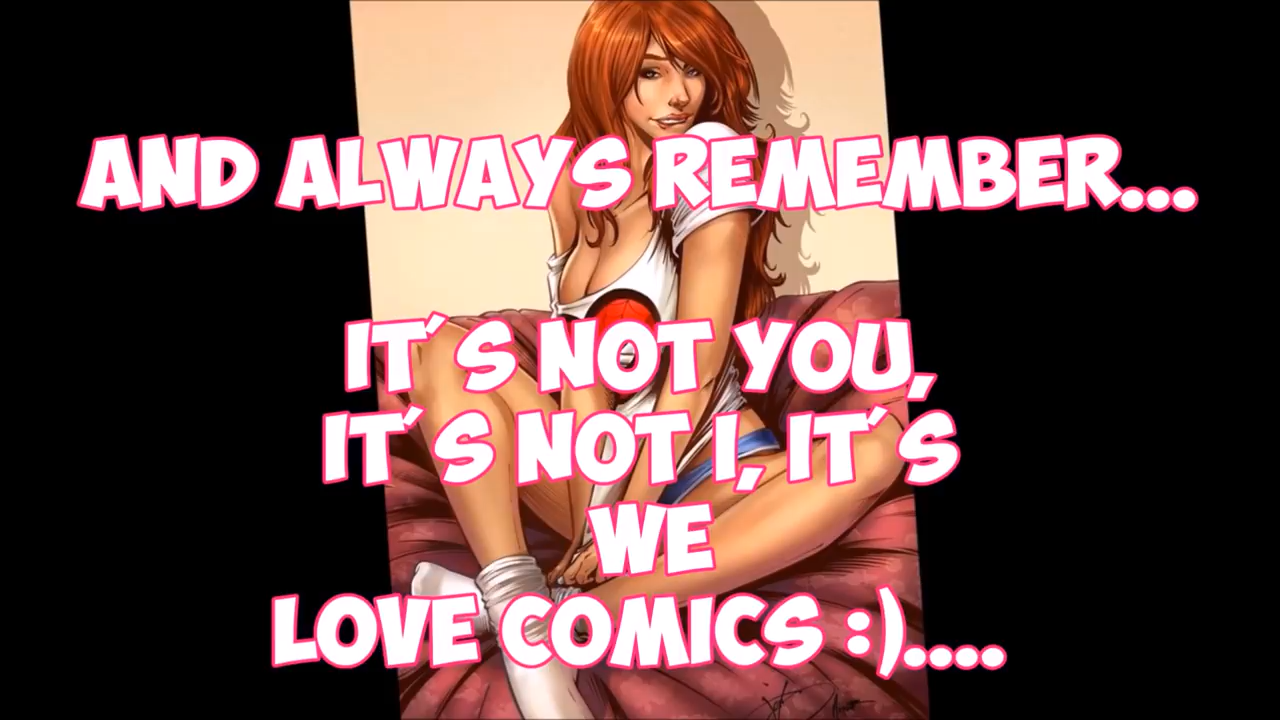 AND ALWAYS REMEMBER...
IT'S NOT YOU,
IT'S NOT I, IT'S
WE
LOVE COMICS :)....